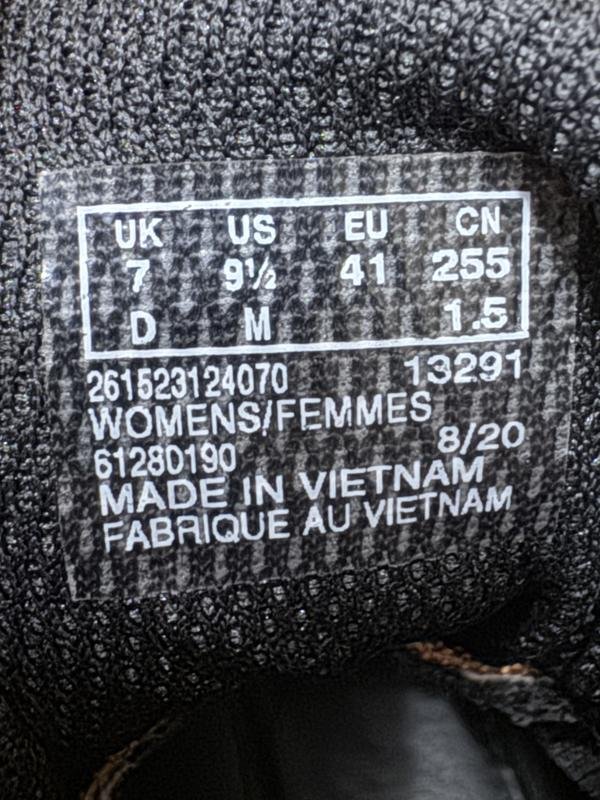 UK US EU CN
7 9½ 41 255
D M 1.5
261523124070 13291
WOMENS/FEMMES
61280190 8/20
MADE IN VIETNAM
FABRIQUE AU VIETNAM